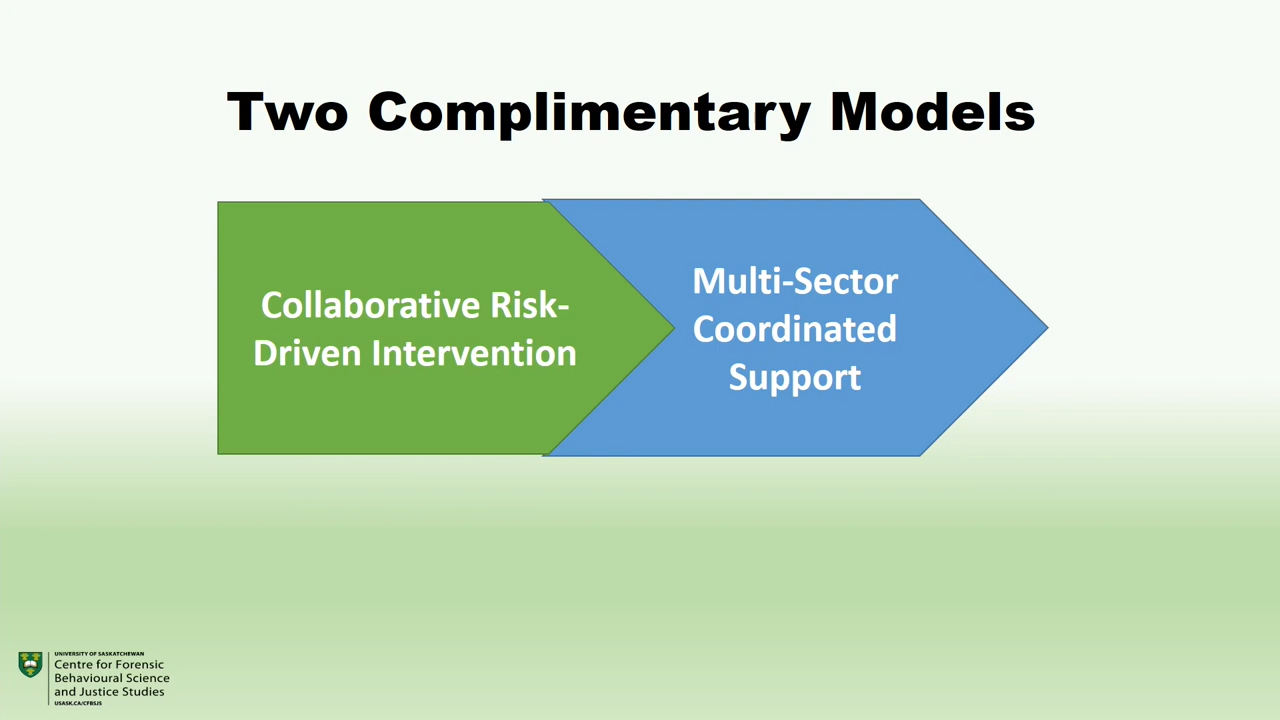 Two Complimentary Models
Collaborative Risk-
Driven Intervention
Multi-Sector
Coordinated
Support
UNIVERSITY OF SASKATCHEWAN
Centre for Forensic
Behavioural Science
and Justice Studies
USASK.CA/CFBSJS